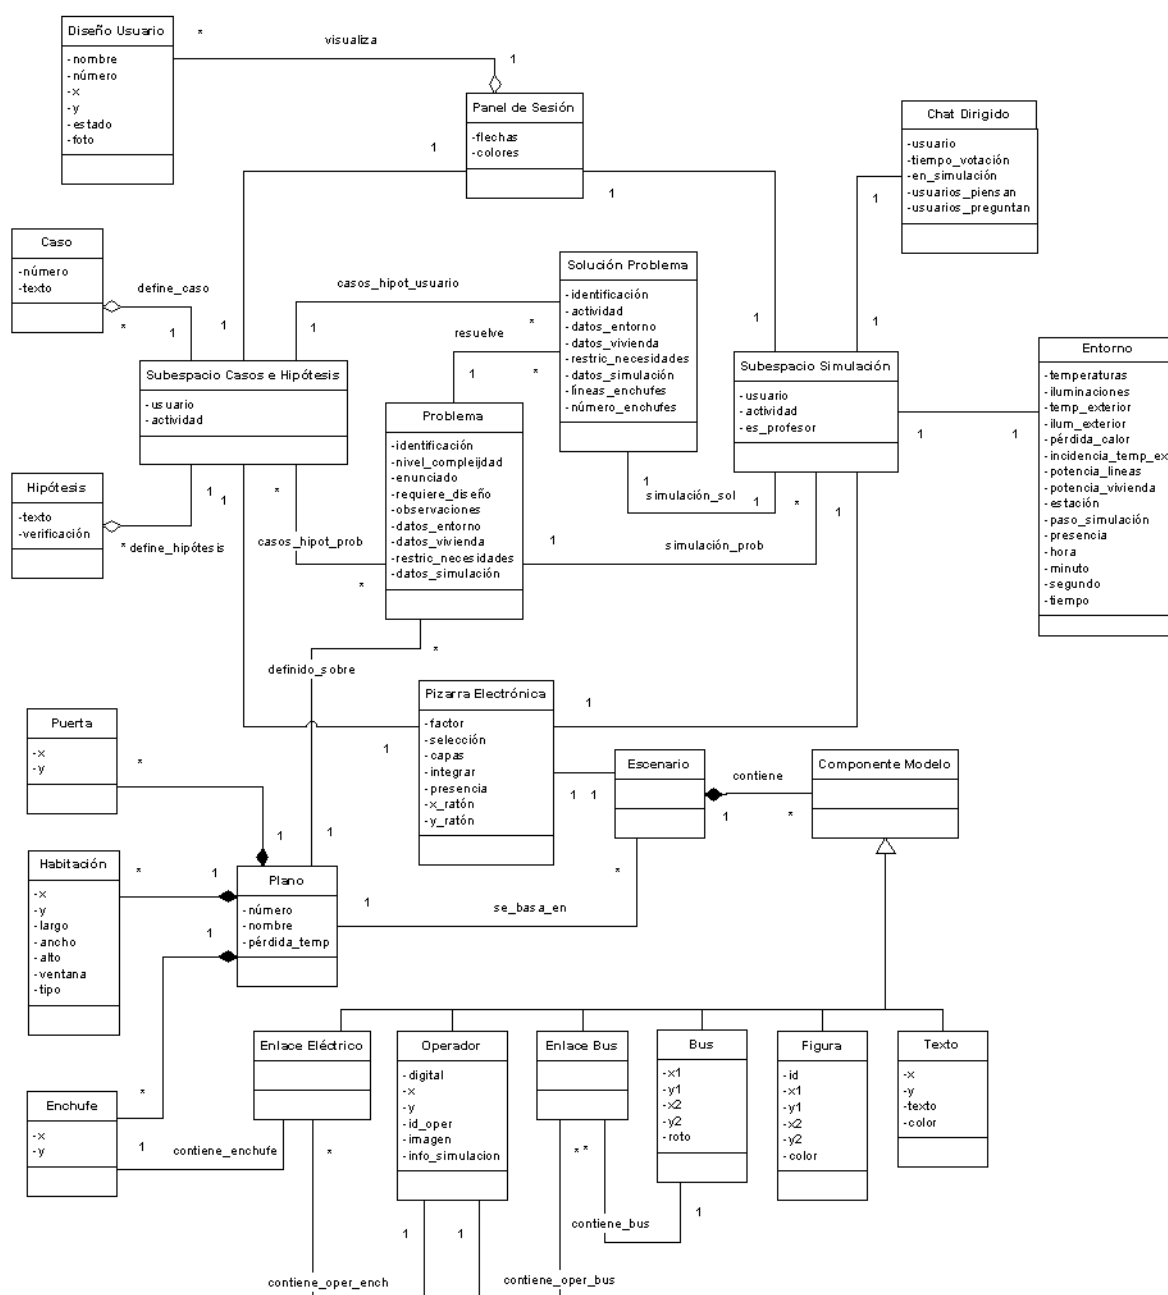 Diseño Usuario
-nombre
-número
-x
-y
-estado
-foto
*
visualiza
1
Panel de Sesión
-flechas
-colores
1
1
Chat Dirigido
-usuario
-tiempo_votación
-en_simulación
-usuarios_piensan
-usuarios_preguntan
1
Caso
-número
-texto
define_caso
*
1
1
casos_hipot_usuario
1
*
resuelve
1
*
Solución Problema
-identificación
-actividad
-datos_entorno
-datos_vivienda
-restric_necesidades
-datos_simulación
-líneas_enchufes
-número_enchufes
1
1
Subespacio Casos e Hipótesis
-usuario
-actividad
Subespacio Simulación
-usuario
-actividad
-es_profesor
1
1
Entorno
-temperaturas
-iluminaciones
-temp_exterior
-ilum_exterior
-pérdida_calor
-incidencia_temp_ex
-potencia_lineas
-potencia_vivienda
-estación
-paso_simulación
-presencia
-hora
-minuto
-segundo
-tiempo
Problema
-identificación
-nivel_compleijdad
-enunciado
-requiere_diseño
-observaciones
-datos_entorno
-datos_vivienda
-restric_necesidades
-datos_simulación
Hipótesis
-texto
-verificación
1
1
*
define_hipótesis
*
casos_hipot_prob
*
1
simulación_sol
1
*
1
1
simulación_prob
definido_sobre
*
Pizarra Electrónica
-factor
-selección
-capas
-integrar
-presencia
-x_ratón
-y_ratón
1
1
1
1
Escenario
contiene
1
*
Componente Modelo
Puerta
-x
-y
*
1
1
Habitación
-x
-y
-largo
-ancho
-alto
-ventana
-tipo
*
1
1
Plano
-número
-nombre
-pérdida_temp
1
se_basa_en
*
Enchufe
-x
-y
*
1
contiene_enchufe
Enlace Eléctrico
*
Operador
-digital
-x
-y
-id_oper
-imagen
-info_simulacion
Enlace Bus
* *
Bus
-x1
-y1
-x2
-y2
-roto
Figura
-id
-x1
-y1
-x2
-y2
-color
Texto
-x
-y
-texto
-color
1
1
contiene_bus
1
contiene_oper_ench
contiene_oper_bus